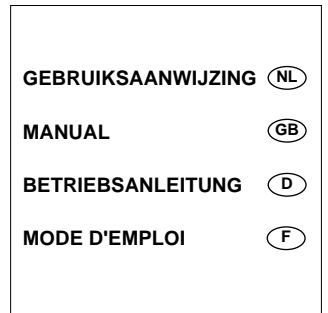 GEBRUIKSAANWIJZING NL
MANUAL GB
BETRIEBSANLEITUNG D
MODE D'EMPLOI F